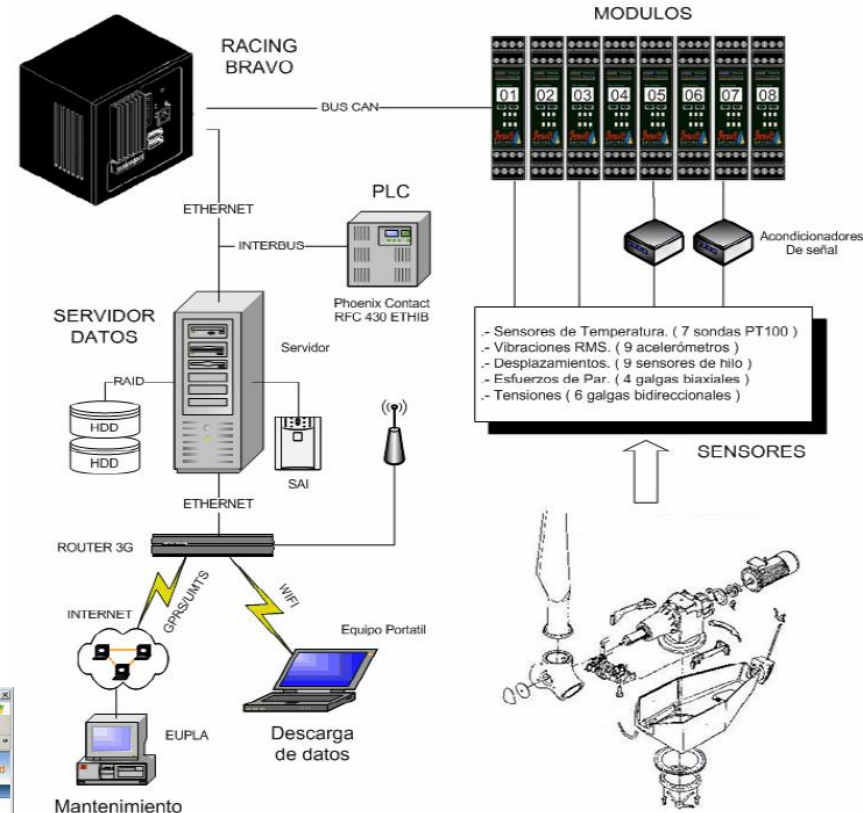 MODULOS
RACING
BRAVO
01 02 03 04 05 06 07 08
BUS CAN
ETHERNET
PLC
INTERBUS
Acondicionadores
De señal
Phoenix Contact
RFC 430 ETHIB
SERVIDOR
DATOS
Servidor
RAID
HDD
HDD
SAI
.- Sensores de Temperatura. ( 7 sondas PT100 )
.- Vibraciones RMS. ( 9 acelerómetros )
.- Desplazamientos. ( 9 sensores de hilo )
.- Esfuerzos de Par. ( 4 galgas biaxiales )
.- Tensiones ( 6 galgas bidireccionales )
SENSORES
ETHERNET
ROUTER 3G
GPRS/UMTS
WIFI
INTERNET
Equipo Portatil
EUPLA
Descarga
de datos
Mantenimiento